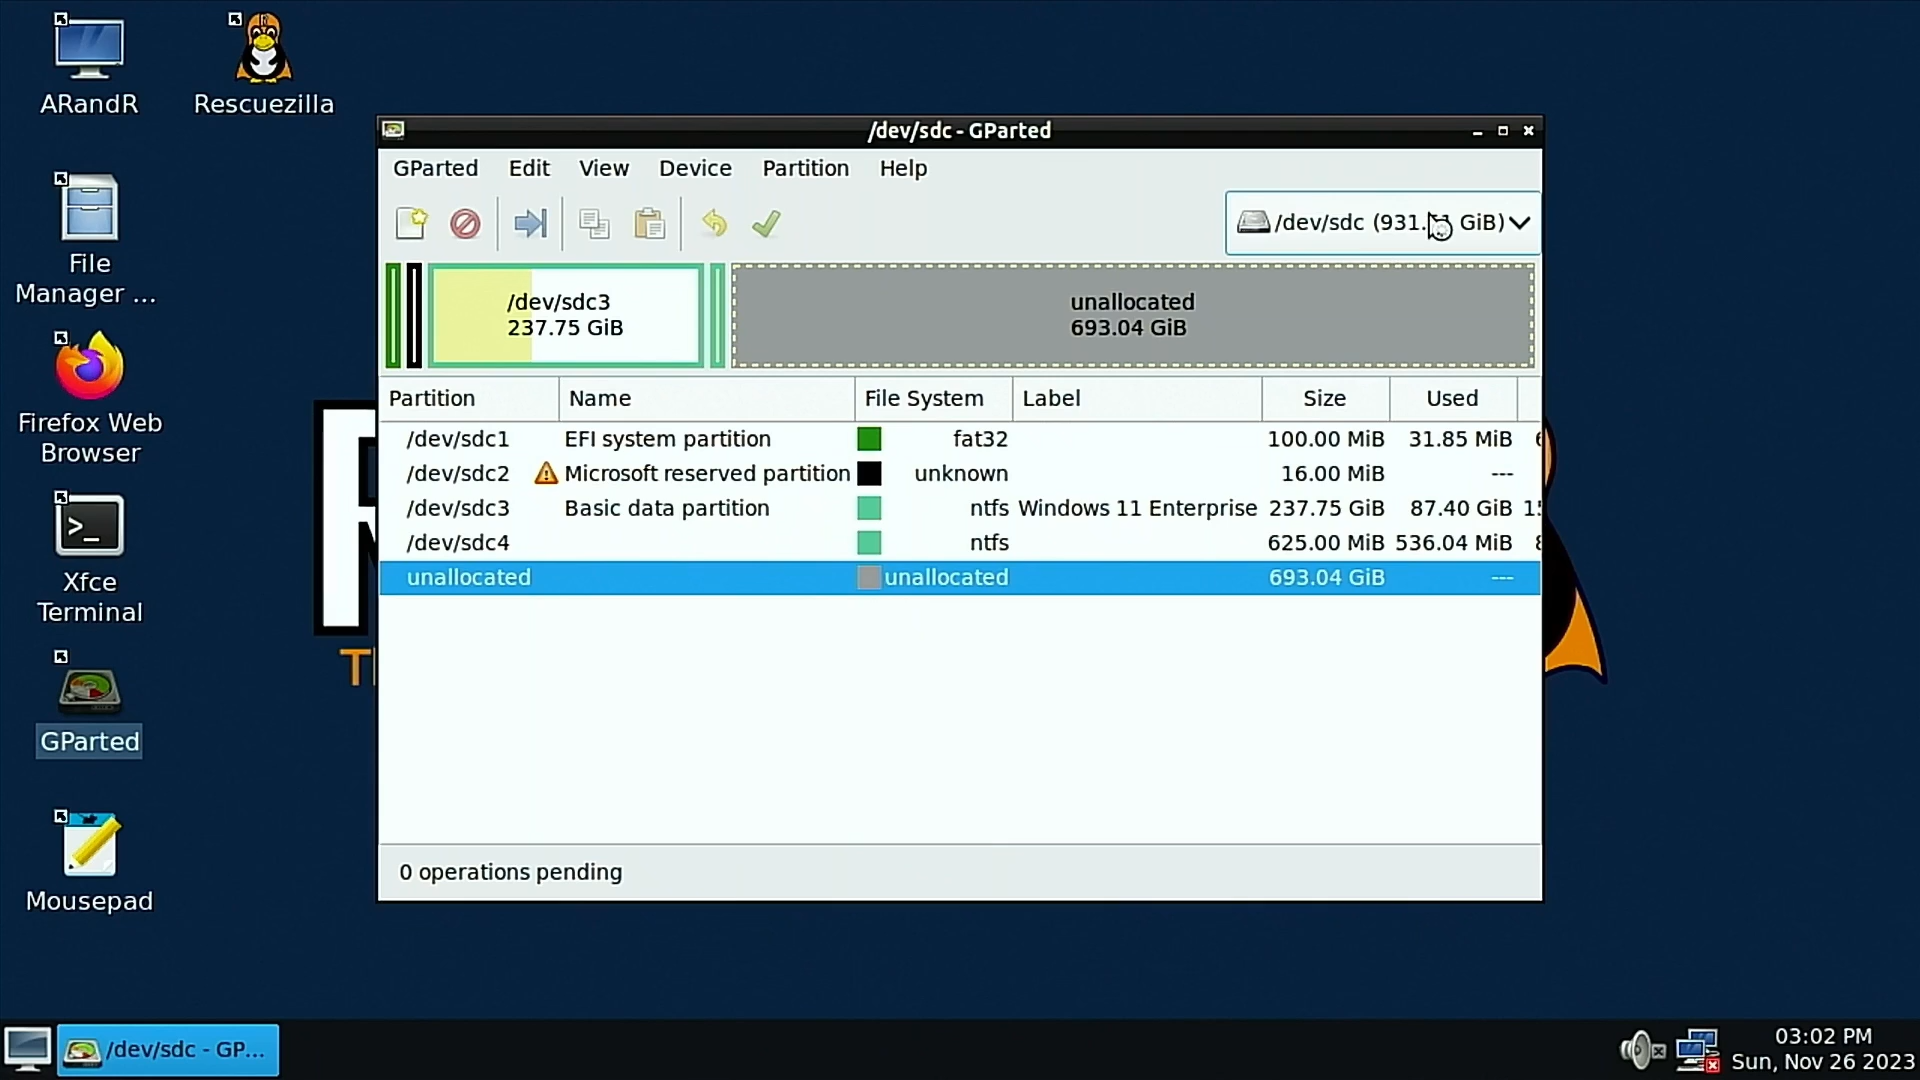 ARandR
Rescuezilla
File
Manager ...
Firefox Web
Browser
Xfce
Terminal
GParted
Mousepad
/dev/sdc - GParted
GParted Edit View Device Partition Help
/dev/sdc (931. GiB)
/dev/sdc3
237.75 GiB
unallocated
693.04 GiB
Partition Name File System Label Size Used
/dev/sdc1 EFI system partition fat32 100.00 MiB 31.85 MiB
/dev/sdc2 Microsoft reserved partition unknown 16.00 MiB ---
/dev/sdc3 Basic data partition ntfs Windows 11 Enterprise 237.75 GiB 87.40 GiB
/dev/sdc4 ntfs 625.00 MiB 536.04 MiB
unallocated unallocated 693.04 GiB ---
0 operations pending
/dev/sdc - GP...
03:02 PM
Sun, Nov 26 2023